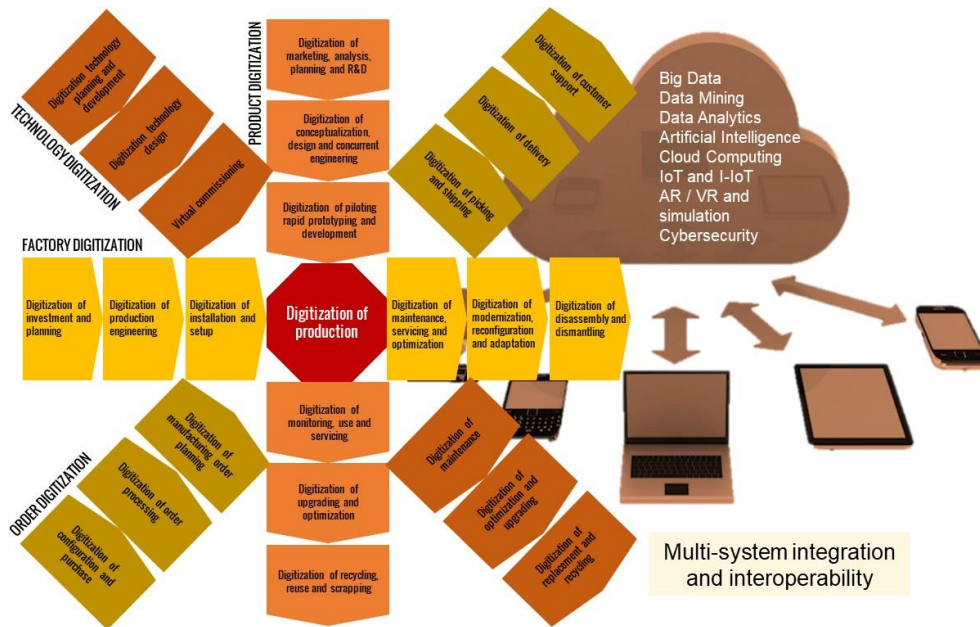 TECHNOLOGY DIGITIZATION
Digitization technology
planning and
development
Digitization technology
design
Virtual commissioning
PRODUCT DIGITIZATION
Digitization of
marketing, analysis,
planning and R&D
Digitization of
conceptualization,
design and concurrent
engineering
Digitization of piloting
rapid prototyping and
development
Digitization of customer
support
Digitization of delivery
Digitization of picking
and shipping
Big Data
Data Mining
Data Analytics
Artificial Intelligence
Cloud Computing
IoT and I-IoT
AR / VR and
simulation
Cybersecurity
FACTORY DIGITIZATION
Digitization of
investment and
planning
Digitization of
production
engineering
Digitization of
installation and
setup
Digitization of
production
Digitization of
maintenance,
servicing and
optimization
Digitization of
modernization,
reconfiguration
and adaptation
Digitization of
disassembly and
dismantling
ORDER DIGITIZATION
Digitization of
manufacturing order
planning
Digitization of order
processing
Digitization of
configuration and
purchase
Digitization of
monitoring, use and
servicing
Digitization of
upgrading and
optimization
Digitization of recycling,
reuse and scrapping
Digitization of
maintenance
Digitization of
optimization and
upgrading
Digitization of
replacement and
recycling
Multi-system integration
and interoperability